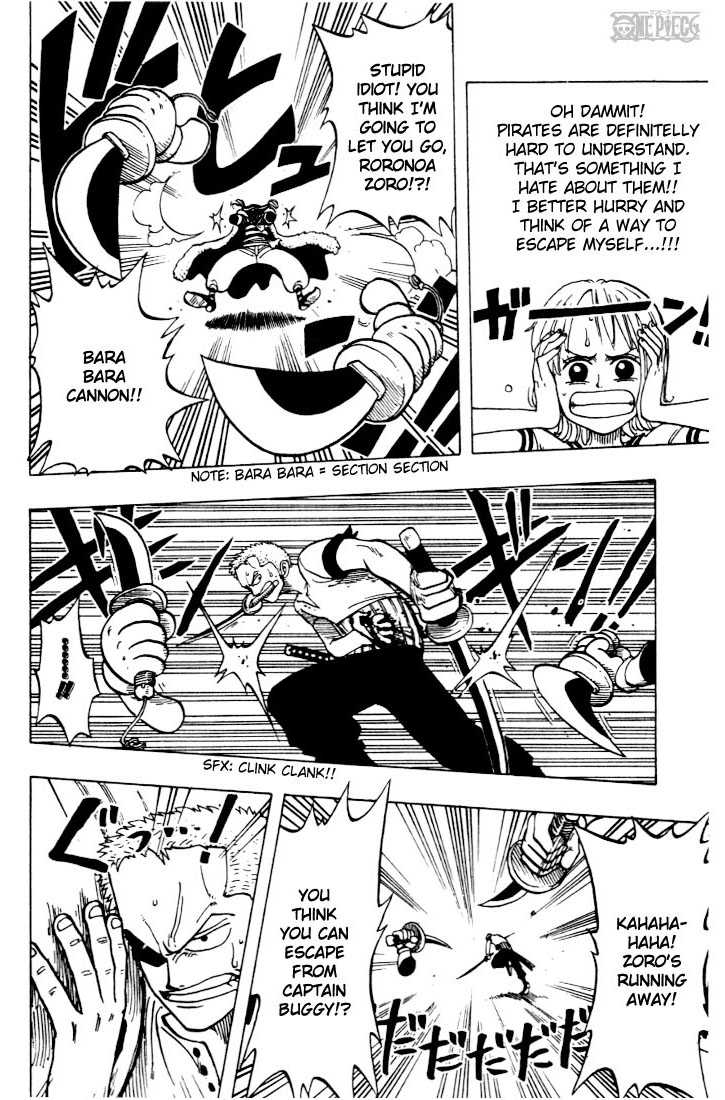 ONE PIECE
OH DAMMIT!
PIRATES ARE DEFINITELLY
HARD TO UNDERSTAND.
THAT'S SOMETHING I
HATE ABOUT THEM!!
I BETTER HURRY AND
THINK OF A WAY TO
ESCAPE MYSELF...!!!
ガーン!!
STUPID
IDIOT! YOU
THINK I'M
GOING TO
LET YOU GO,
RORONOA
ZORO!?!
BARA
BARA
CANNON!!
NOTE: BARA BARA = SECTION SECTION
SFX: CLINK CLANK!!
KAHAHA-
HAHA!
ZORO'S
RUNNING
AWAY!
だだだだだ
YOU
THINK
YOU CAN
ESCAPE
FROM
CAPTAIN
BUGGY!?
ぐっ…!